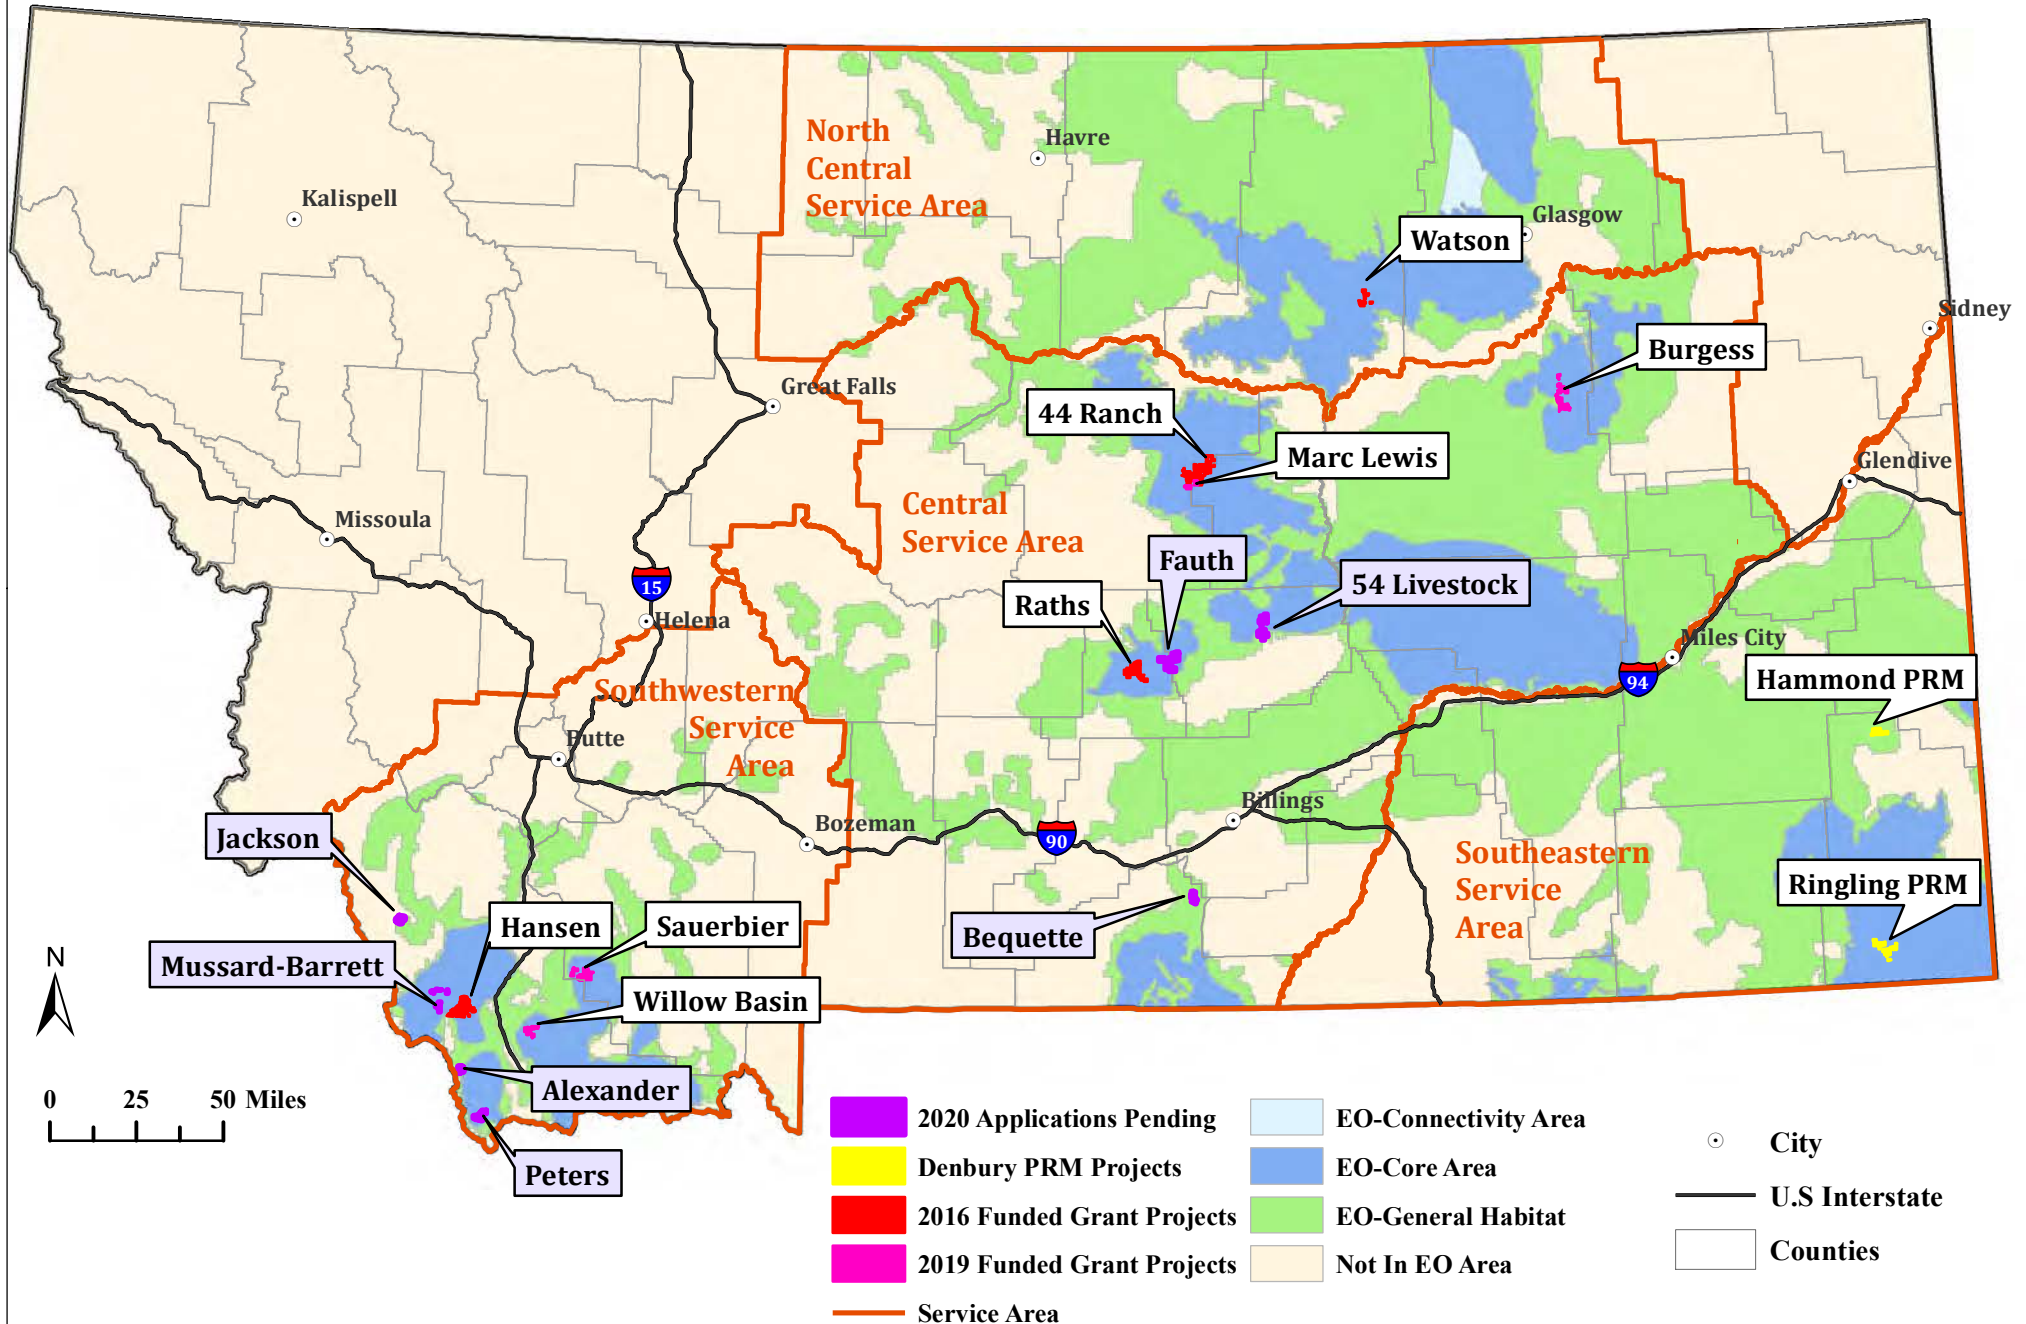 North
Central
Service Area
Havre
Kalispell
Glasgow
Watson
Sidney
Burgess
Great Falls
44 Ranch
Marc Lewis
Glendive
Central
Service Area
Missoula
Fauth
54 Livestock
15
Raths
Helena
Miles City
94
Hammond PRM
Southwestern
Service
Area
Butte
Billings
Bozeman
90
Jackson
Southeastern
Service
Area
Ringling PRM
Hansen
Sauerbier
Bequette
Mussard-Barrett
N
Willow Basin
Alexander
0 25 50 Miles
Peters
2020 Applications Pending
Denbury PRM Projects
2016 Funded Grant Projects
2019 Funded Grant Projects
Service Area
EO-Connectivity Area
EO-Core Area
EO-General Habitat
Not In EO Area
City
U.S Interstate
Counties